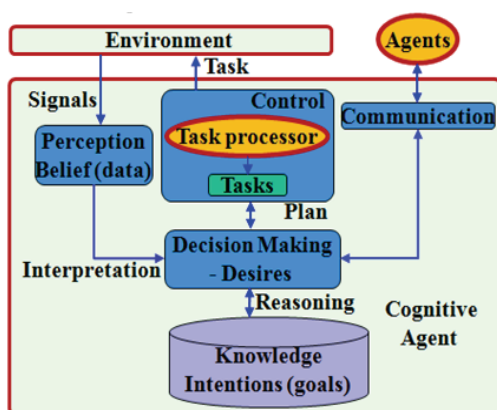 Environment
Agents
Task
Signals
Control
Communication
Task processor
Perception
Belief (data)
Tasks
Plan
Decision Making
- Desires
Interpretation
Reasoning
Cognitive
Agent
Knowledge
Intentions (goals)